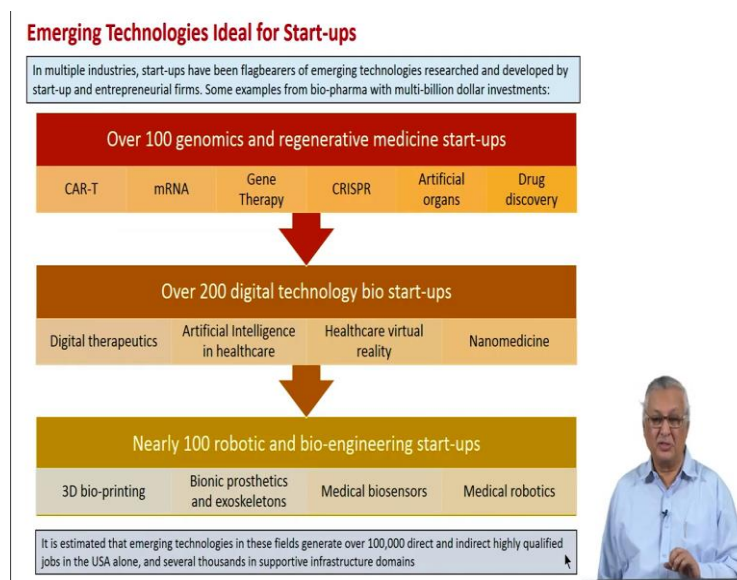 Emerging Technologies Ideal for Start-ups
In multiple industries, start-ups have been flagbearers of emerging technologies researched and developed by
start-up and entrepreneurial firms. Some examples from bio-pharma with multi-billion dollar investments:
Over 100 genomics and regenerative medicine start-ups
CAR-T
mRNA
Gene
Therapy
CRISPR
Artificial
organs
Drug
discovery
Over 200 digital technology bio start-ups
Digital therapeutics
Artificial Intelligence
in healthcare
Healthcare virtual
reality
Nanomedicine
Nearly 100 robotic and bio-engineering start-ups
3D bio-printing
Bionic prosthetics
and exoskeletons
Medical biosensors
Medical robotics
It is estimated that emerging technologies in these fields generate over 100,000 direct and indirect highly qualified
jobs in the USA alone, and several thousands in supportive infrastructure domains